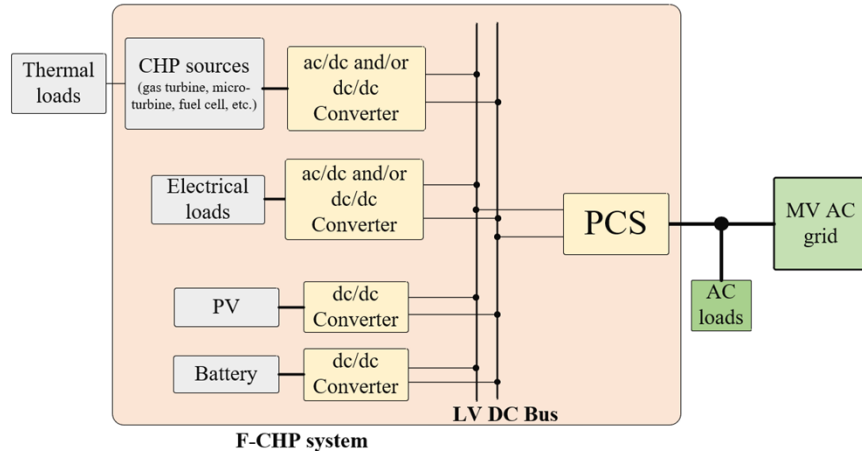 Thermal
loads
CHP sources
(gas turbine, micro-
turbine, fuel cell, etc.)
ac/dc and/or
dc/dc
Converter
Electrical
loads
ac/dc and/or
dc/dc
Converter
PV
dc/dc
Converter
Battery
dc/dc
Converter
LV DC Bus
PCS
MV AC
grid
AC
loads
F-CHP system